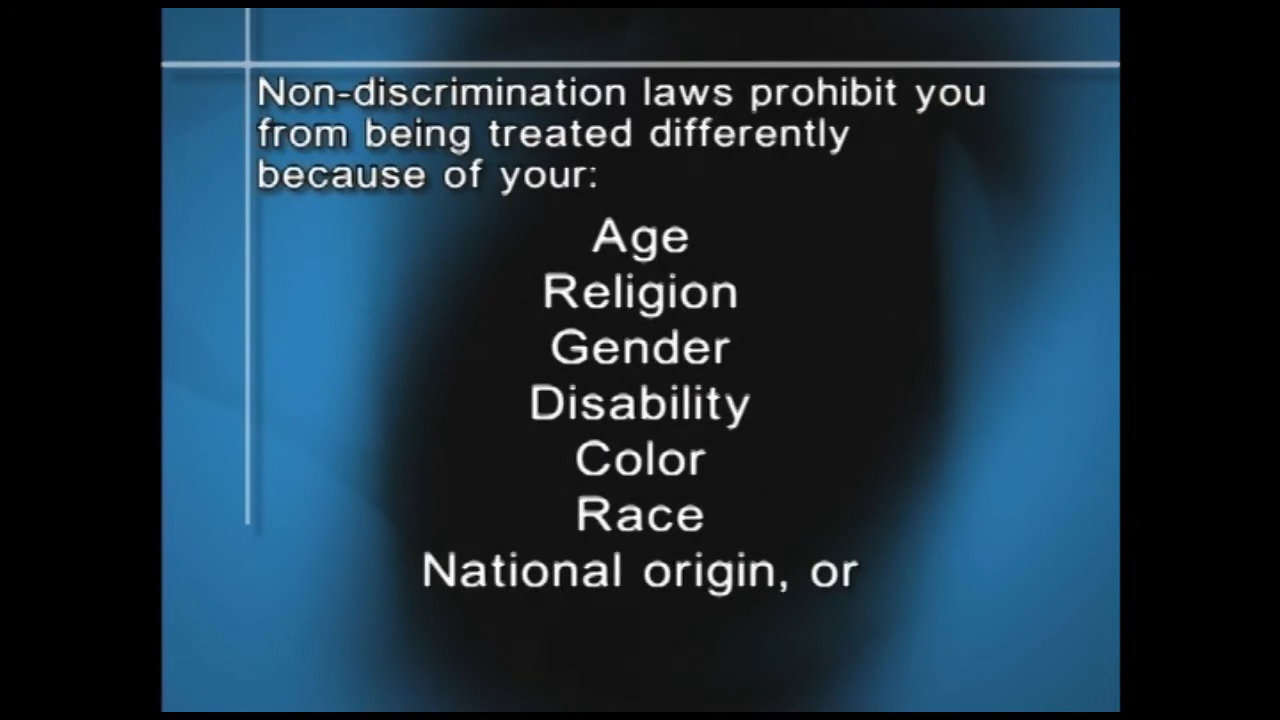 Non-discrimination laws prohibit you
from being treated differently
because of your:
Age
Religion
Gender
Disability
Color
Race
National origin, or